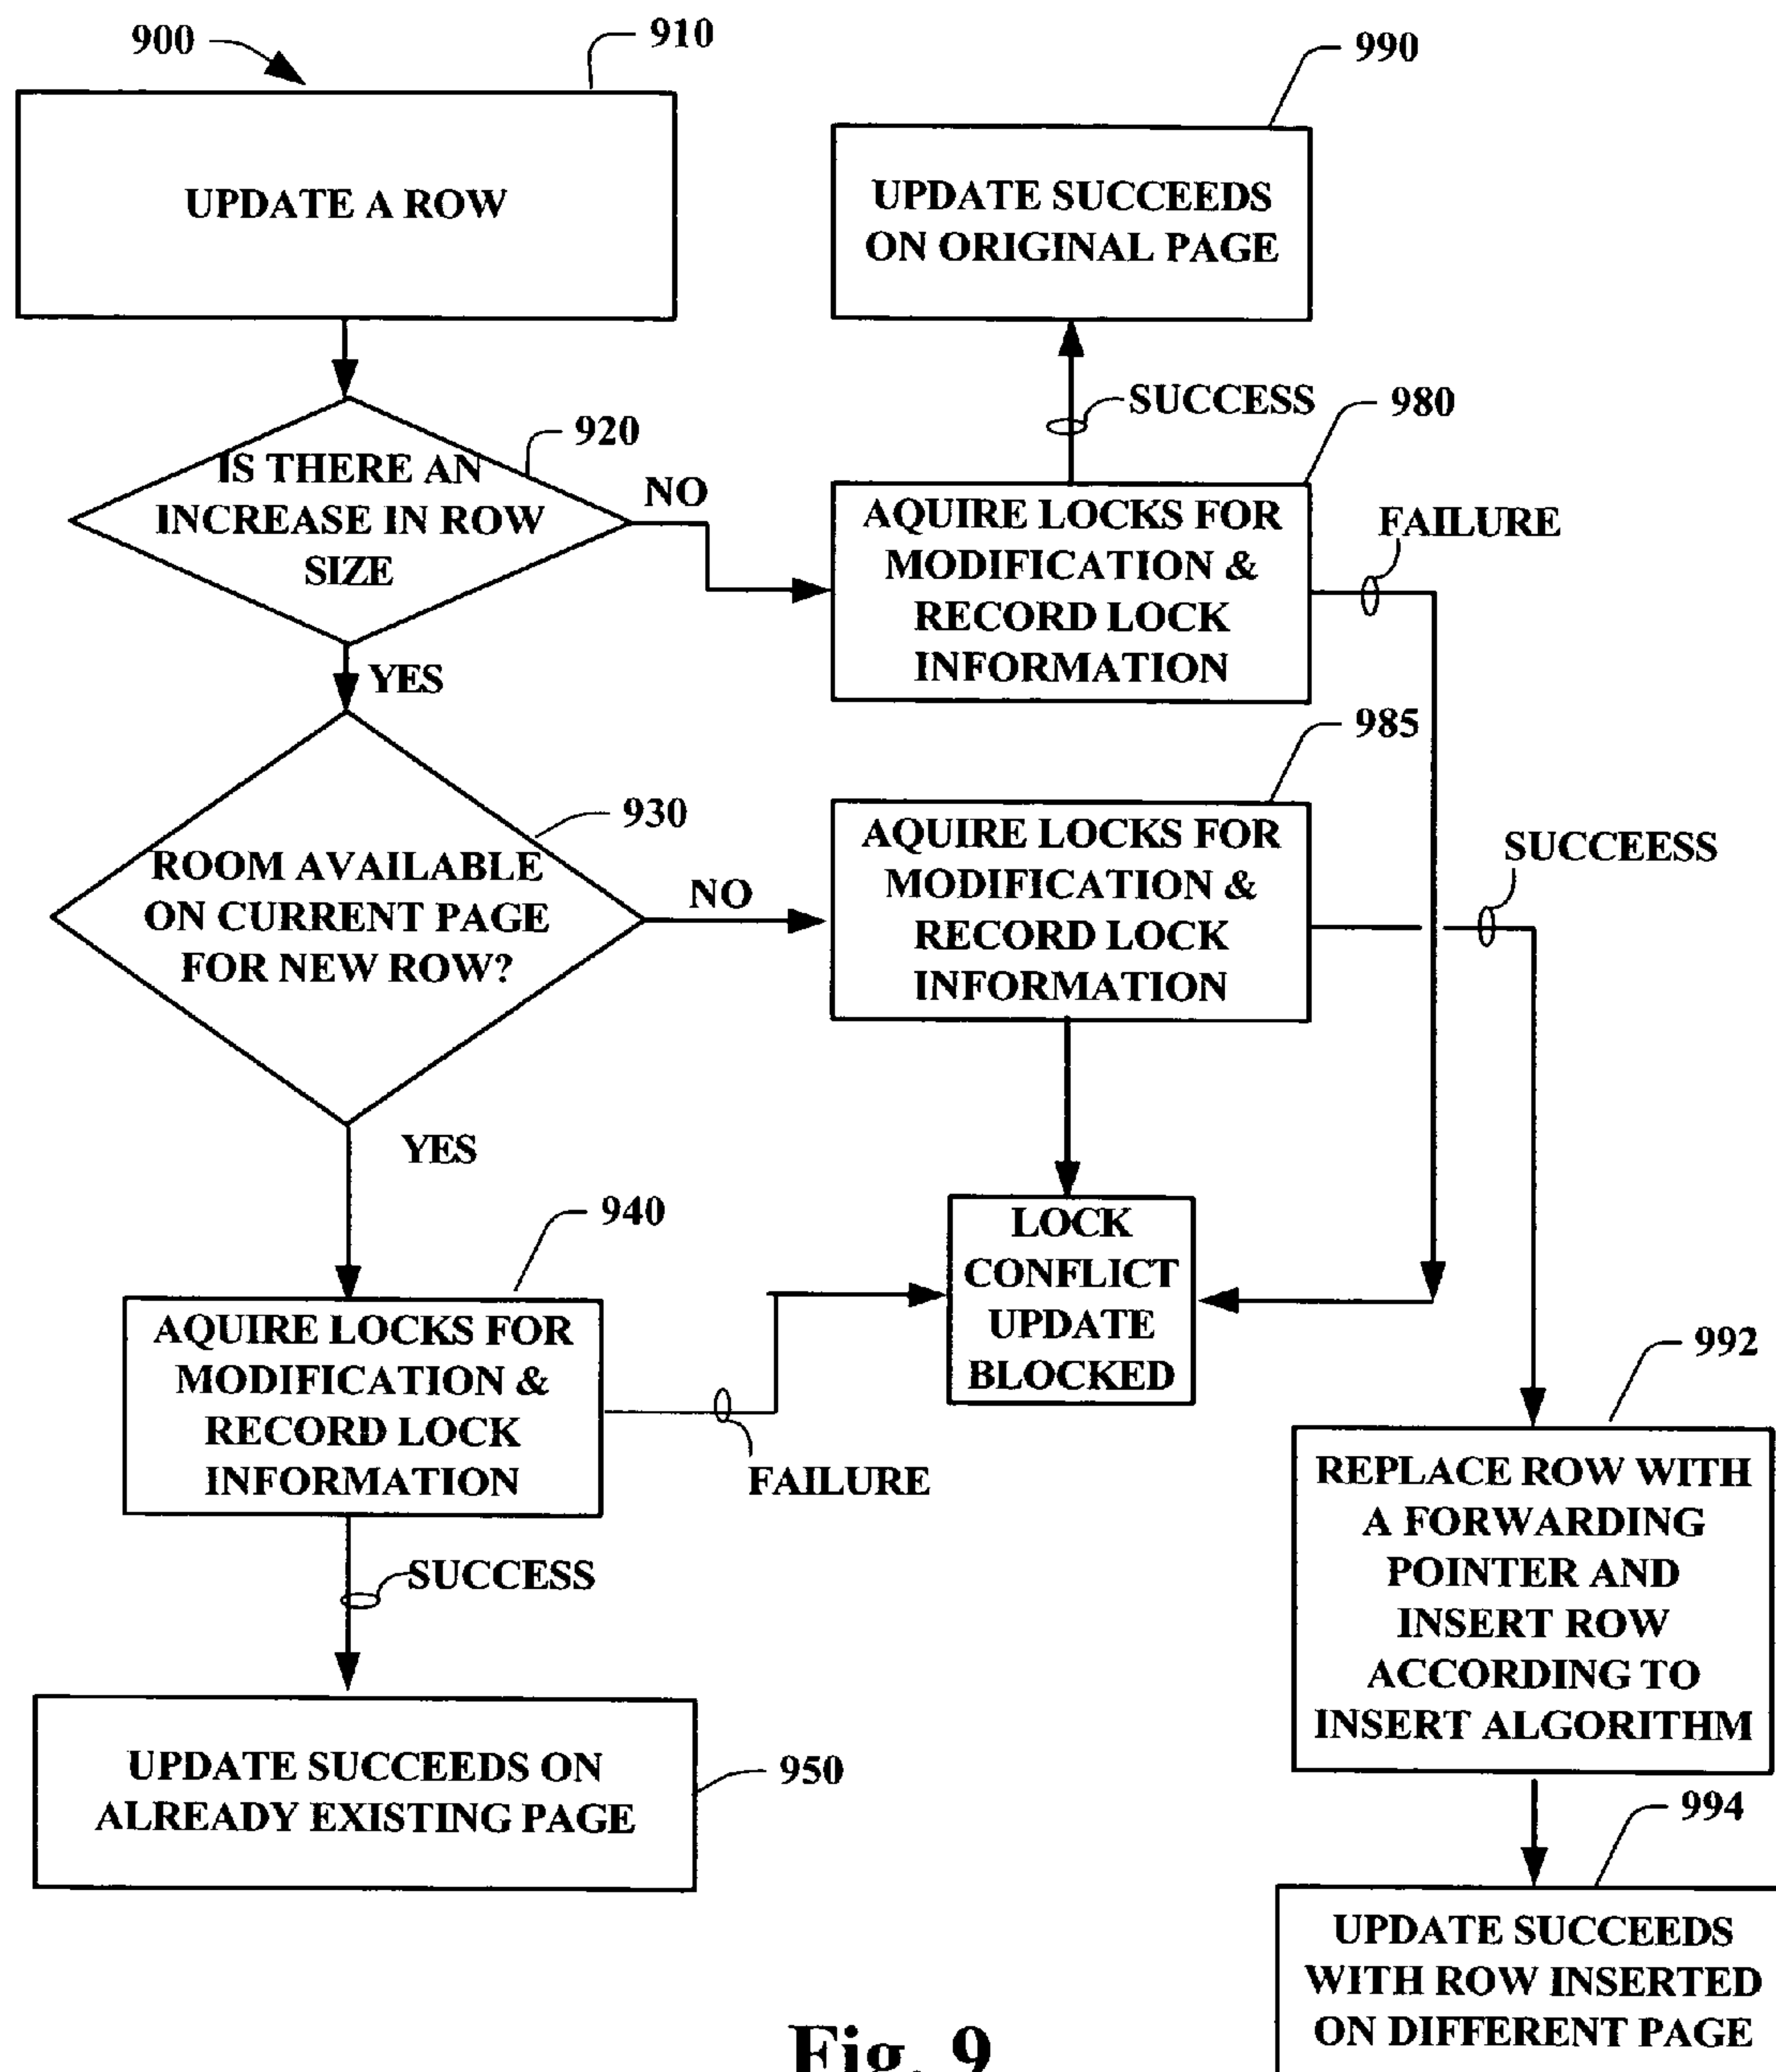 900
910
UPDATE A ROW
990
UPDATE SUCCEEDS
ON ORIGINAL PAGE
SUCCESS
920
IS THERE AN
INCREASE IN ROW
SIZE
NO
YES
980
AQUIRE LOCKS FOR
MODIFICATION &
RECORD LOCK
INFORMATION
FAILURE
930
ROOM AVAILABLE
ON CURRENT PAGE
FOR NEW ROW?
NO
YES
985
AQUIRE LOCKS FOR
MODIFICATION &
RECORD LOCK
INFORMATION
SUCCEESS
LOCK
CONFLICT
UPDATE
BLOCKED
940
AQUIRE LOCKS FOR
MODIFICATION &
RECORD LOCK
INFORMATION
FAILURE
SUCCESS
992
REPLACE ROW WITH
A FORWARDING
POINTER AND
INSERT ROW
ACCORDING TO
INSERT ALGORITHM
UPDATE SUCCEEDS ON
ALREADY EXISTING PAGE
950
994
UPDATE SUCCEEDS
WITH ROW INSERTED
ON DIFFERENT PAGE
Fig. 9